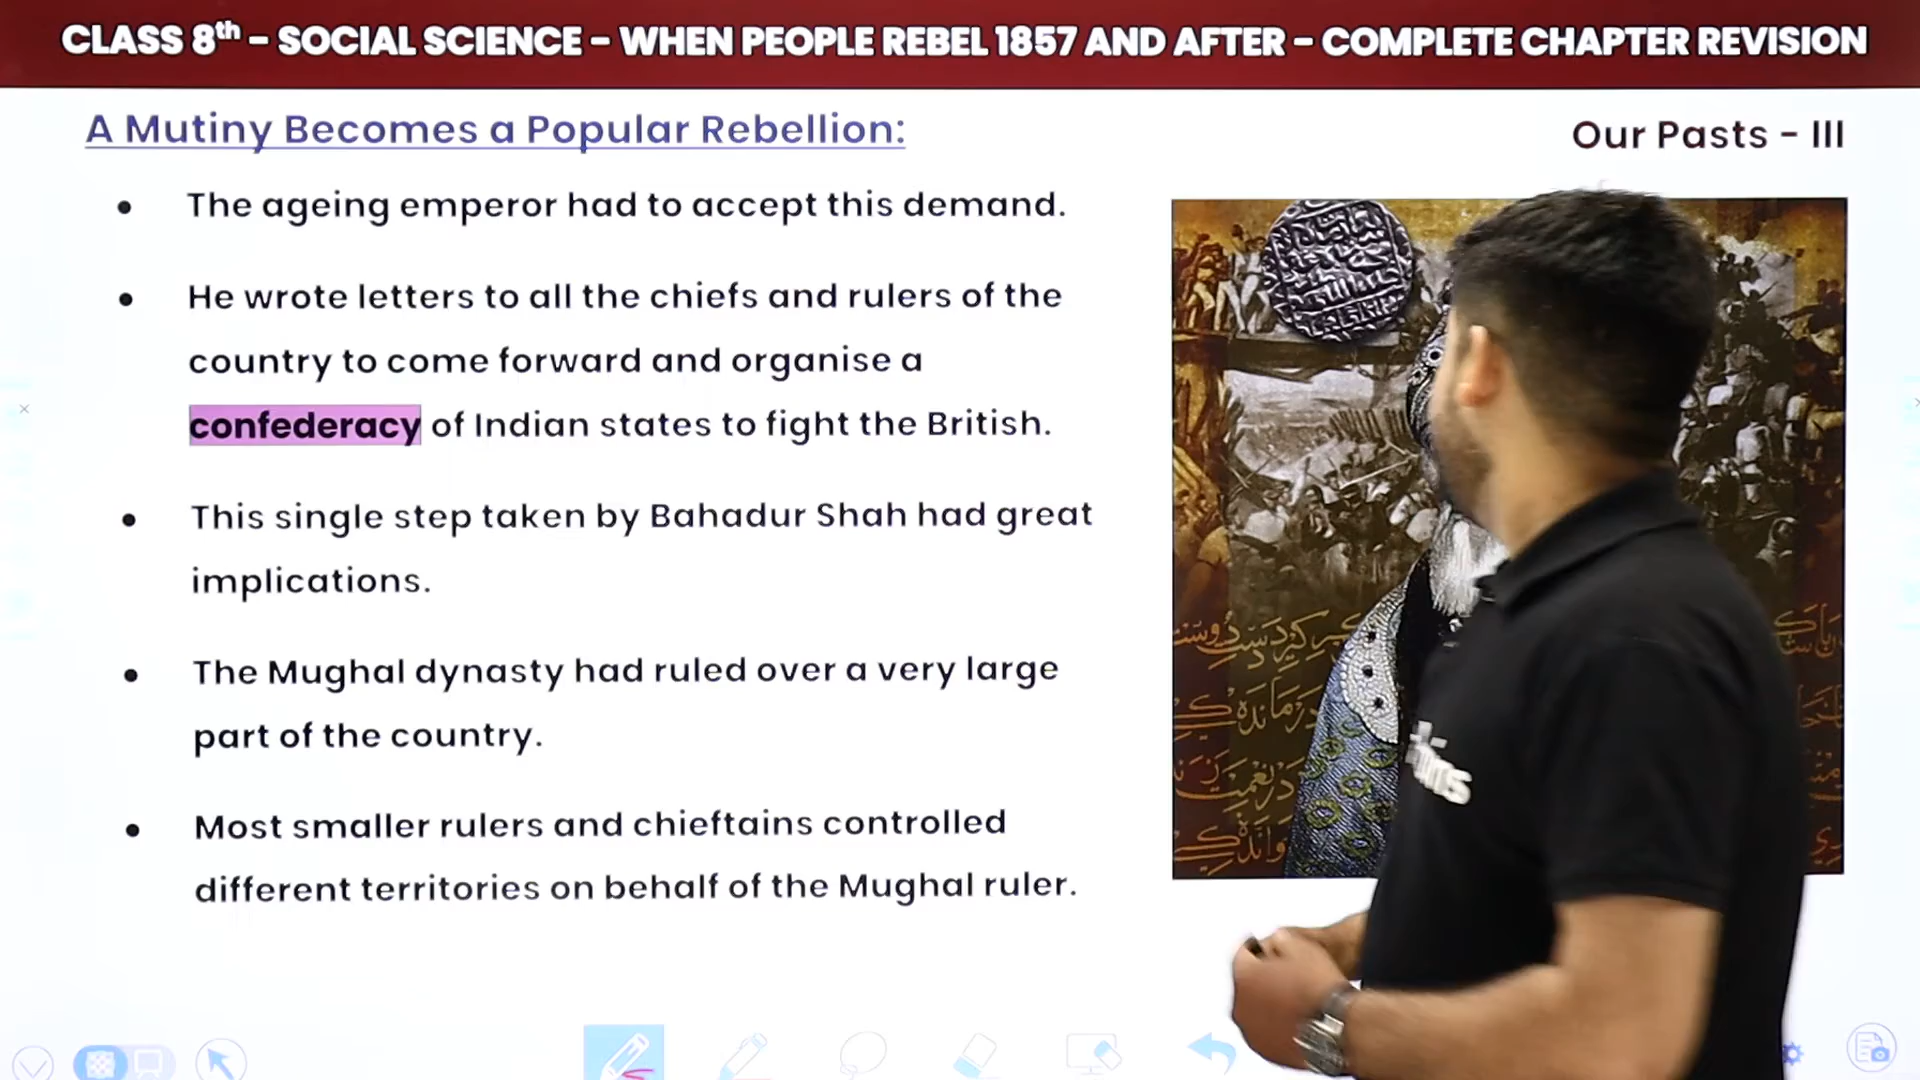 CLASS 8th – SOCIAL SCIENCE – WHEN PEOPLE REBEL 1857 AND AFTER – COMPLETE CHAPTER REVISION
A Mutiny Becomes a Popular Rebellion:
Our Pasts – III
• The ageing emperor had to accept this demand.
• He wrote letters to all the chiefs and rulers of the
country to come forward and organise a
confederacy of Indian states to fight the British.
• This single step taken by Bahadur Shah had great
implications.
• The Mughal dynasty had ruled over a very large
part of the country.
• Most smaller rulers and chieftains controlled
different territories on behalf of the Mughal ruler.